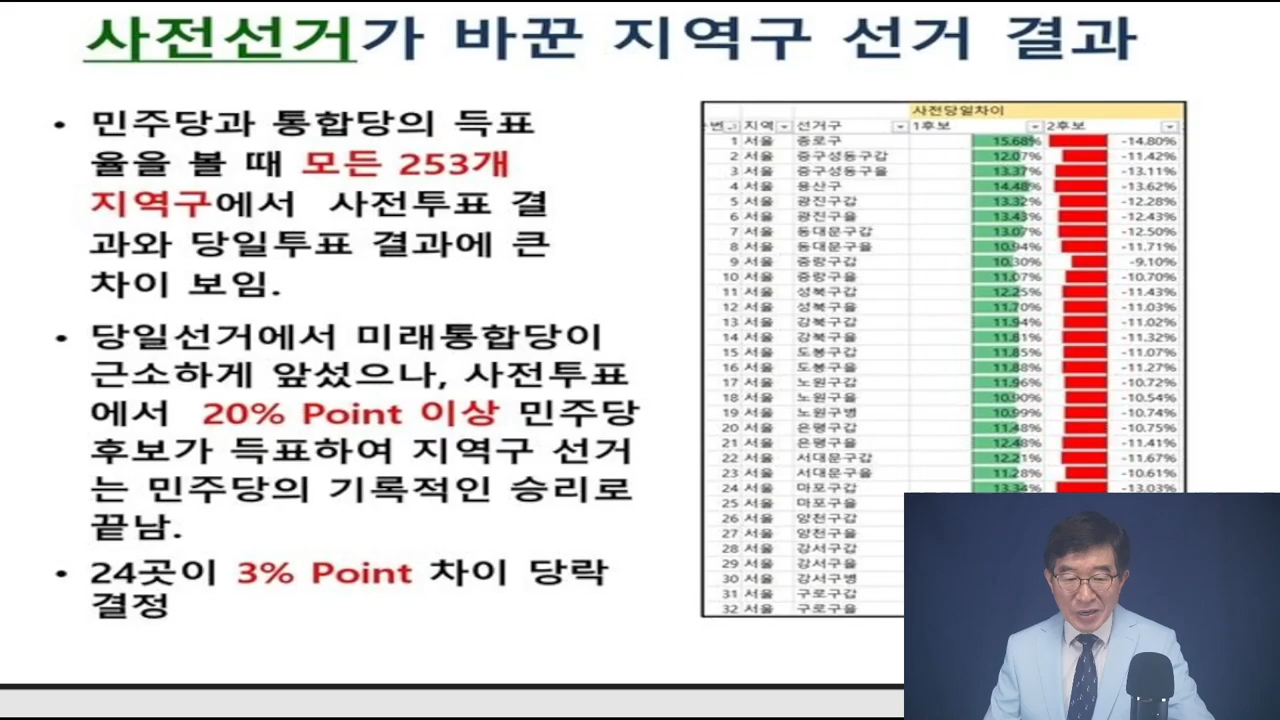 사전선거가 바꾼 지역구 선거 결과
• 민주당과 통합당의 득표
율을 볼 때 모든 253개
지역구에서 사전투표 결
과와 당일투표 결과에 큰
차이 보임.
• 당일선거에서 미래통합당이
근소하게 앞섰으나, 사전투표
에서 20% Point 이상 민주당
후보가 득표하여 지역구 선거
는 민주당의 기록적인 승리로
끝남.
• 24곳이 3% Point 차이 당락
결정
사전당일차이
번 지역 선거구 1후보 2후보
1 서울 종로구 15.68% -14.80%
2 서울 중구성동구갑 12.07% -11.42%
3 서울 중구성동구을 13.37% -13.11%
4 서울 용산구 14.48% -13.62%
5 서울 광진구갑 13.32% -12.28%
6 서울 광진구을 13.43% -12.43%
7 서울 동대문구갑 13.07% -12.50%
8 서울 동대문구을 10.94% -11.71%
9 서울 중랑구갑 10.30% -9.10%
10 서울 중랑구을 11.07% -10.70%
11 서울 성북구갑 12.25% -11.43%
12 서울 성북구을 11.70% -11.03%
13 서울 강북구갑 11.94% -11.02%
14 서울 강북구을 11.81% -11.32%
15 서울 도봉구갑 11.85% -11.07%
16 서울 도봉구을 11.88% -11.27%
17 서울 노원구갑 11.96% -10.72%
18 서울 노원구을 10.90% -10.54%
19 서울 노원구병 10.99% -10.74%
20 서울 은평구갑 11.48% -10.75%
21 서울 은평구을 12.48% -11.41%
22 서울 서대문구갑 12.21% -11.67%
23 서울 서대문구을 11.28% -10.61%
24 서울 마포구갑 13.34% -13.03%
25 서울 마포구을
26 서울 양천구갑
27 서울 양천구을
28 서울 강서구갑
29 서울 강서구을
30 서울 강서구병
31 서울 구로구갑
32 서울 구로구을